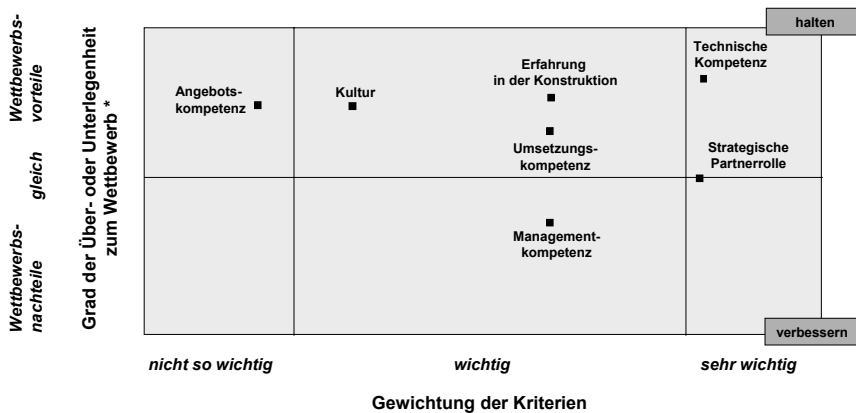 halten
Technische
Kompetenz
Erfahrung
in der Konstruktion
Angebots-
kompetenz
Kultur
Umsetzungs-
kompetenz
Strategische
Partnerrolle
Management-
kompetenz
verbessern
Wettbewerbs-
vorteile
gleich
Wettbewerbs-
nachteile
Grad der Über- oder Unterlegenheit
zum Wettbewerb *
nicht so wichtig
wichtig
sehr wichtig
Gewichtung der Kriterien